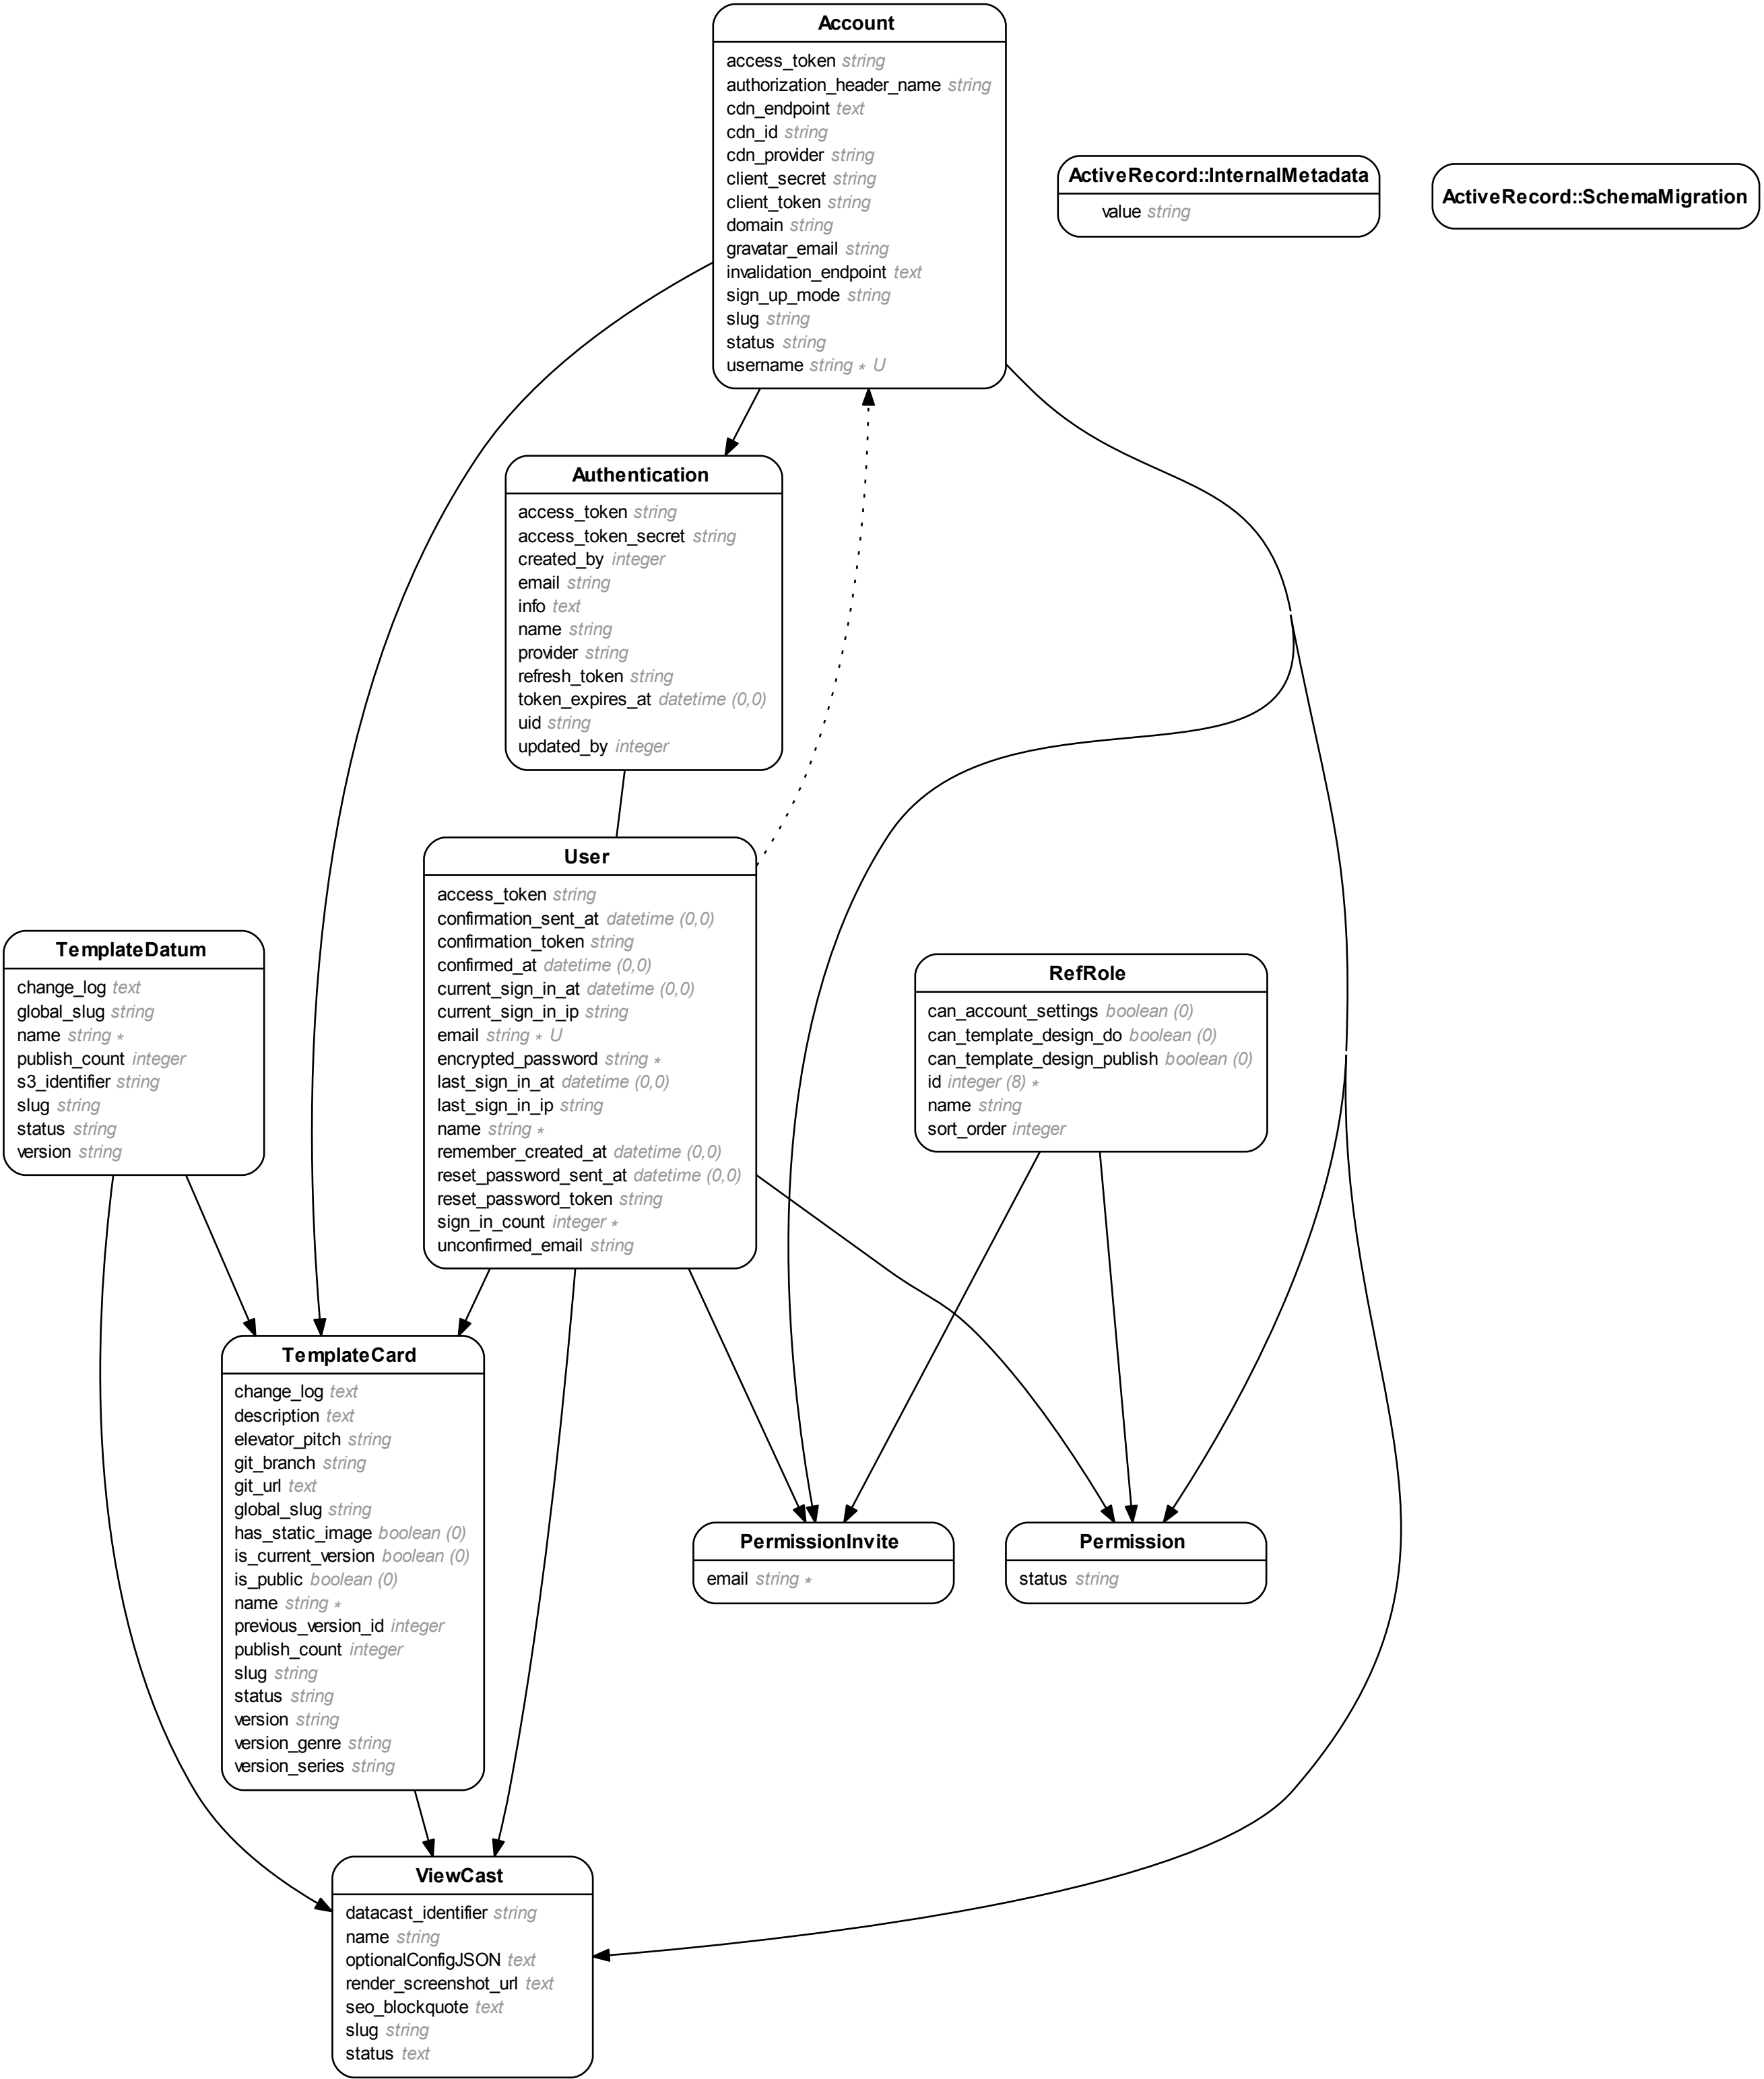 Account
access_token string
authorization_header_name string
cdn_endpoint text
cdn_id string
cdn_provider string
client_secret string
client_token string
domain string
gravatar_email string
invalidation_endpoint text
sign_up_mode string
slug string
status string
username string * U
ActiveRecord::InternalMetadata
value string
ActiveRecord::SchemaMigration
Authentication
access_token string
access_token_secret string
created_by integer
email string
info text
name string
provider string
refresh_token string
token_expires_at datetime (0,0)
uid string
updated_by integer
User
access_token string
confirmation_sent_at datetime (0,0)
confirmation_token string
confirmed_at datetime (0,0)
current_sign_in_at datetime (0,0)
current_sign_in_ip string
email string * U
encrypted_password string *
last_sign_in_at datetime (0,0)
last_sign_in_ip string
name string *
remember_created_at datetime (0,0)
reset_password_sent_at datetime (0,0)
reset_password_token string
sign_in_count integer *
unconfirmed_email string
TemplateDatum
change_log text
global_slug string
name string *
publish_count integer
s3_identifier string
slug string
status string
version string
RefRole
can_account_settings boolean (0)
can_template_design_do boolean (0)
can_template_design_publish boolean (0)
id integer (8) *
name string
sort_order integer
TemplateCard
change_log text
description text
elevator_pitch string
git_branch string
git_url text
global_slug string
has_static_image boolean (0)
is_current_version boolean (0)
is_public boolean (0)
name string *
previous_version_id integer
publish_count integer
slug string
status string
version string
version_genre string
version_series string
PermissionInvite
email string *
Permission
status string
ViewCast
datacast_identifier string
name string
optionalConfigJSON text
render_screenshot_url text
seo_blockquote text
slug string
status text